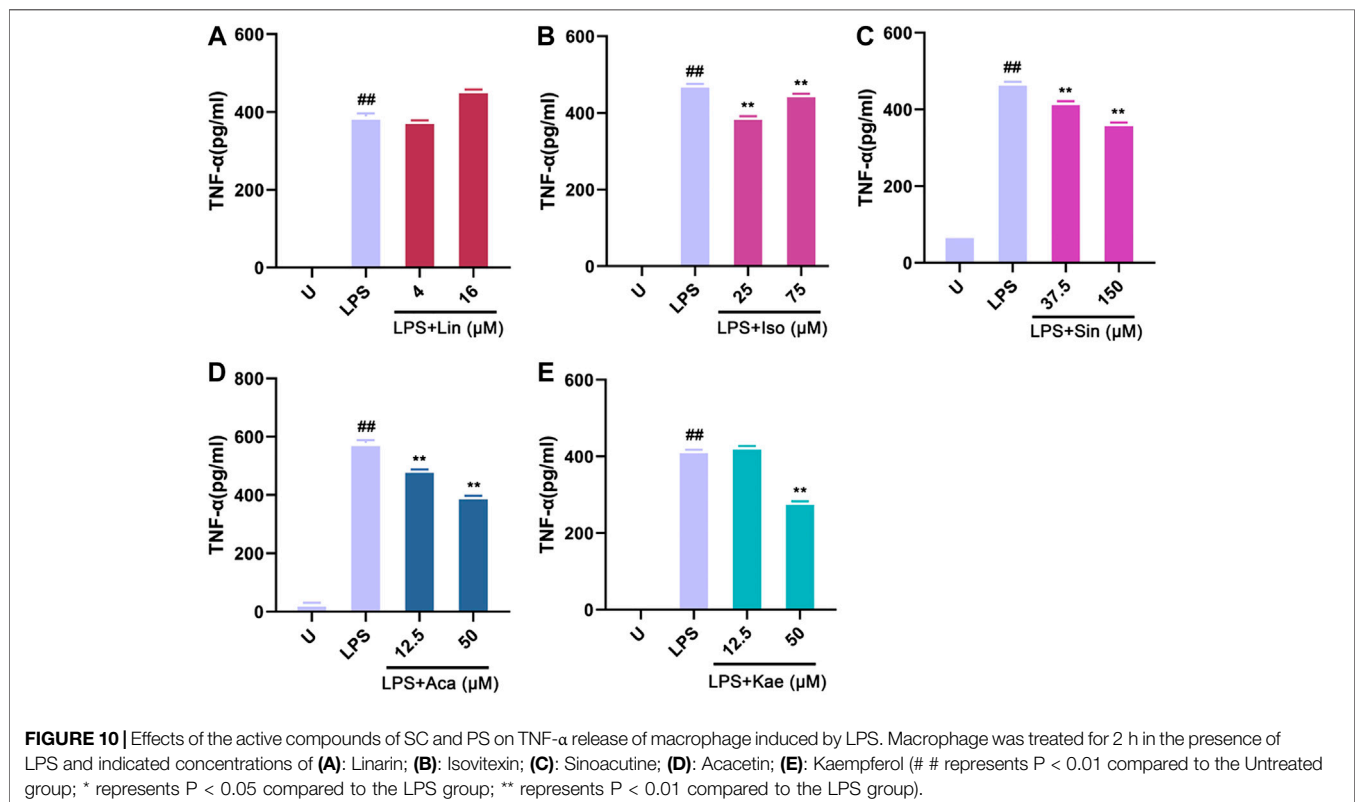 A
600
400
200
0
TNF-α(pg/ml)
##
U
LPS
4
16
LPS+Lin (μM)
B
600
400
200
0
TNF-α(pg/ml)
##
**
**
U
LPS
25
75
LPS+Iso (μM)
C
600
400
200
0
TNF-α(pg/ml)
##
**
**
U
LPS
37.5
150
LPS+Sin (μM)
D
800
600
400
200
0
TNF-α(pg/ml)
##
**
**
U
LPS
12.5
50
LPS+Aca (μM)
E
600
400
200
0
TNF-α(pg/ml)
##
**
U
LPS
12.5
50
LPS+Kae (μM)
FIGURE 10 | Effects of the active compounds of SC and PS on TNF-α release of macrophage induced by LPS. Macrophage was treated for 2 h in the presence of
LPS and indicated concentrations of (A): Linarin; (B): Isovitexin; (C): Sinoacutine; (D): Acacetin; (E): Kaempferol (# # represents P < 0.01 compared to the Untreated
group; * represents P < 0.05 compared to the LPS group; ** represents P < 0.01 compared to the LPS group).